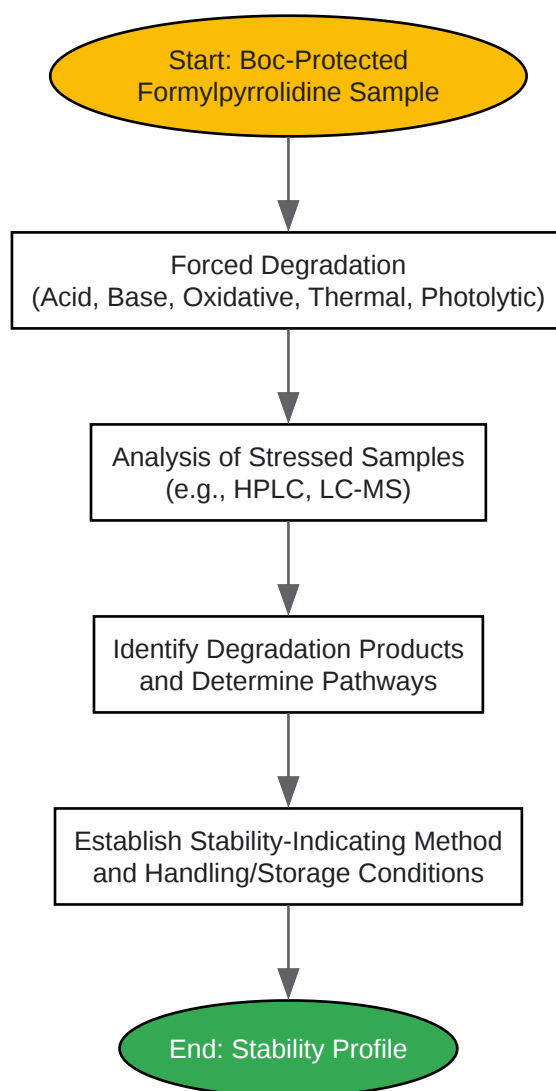 Start: Boc-Protected
Formylpyrrolidine Sample
Forced Degradation
(Acid, Base, Oxidative, Thermal, Photolytic)
Analysis of Stressed Samples
(e.g., HPLC, LC-MS)
Identify Degradation Products
and Determine Pathways
Establish Stability-Indicating Method
and Handling/Storage Conditions
End: Stability Profile